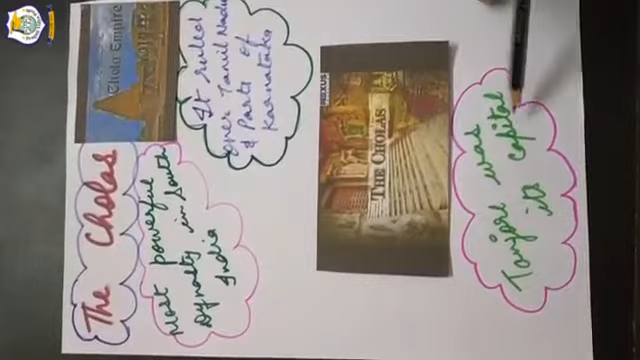 The Cholas
Most powerful
Dynasty in South
India
Chola Empire
It ruled
over Tamil Nadu
& Parts of
Karnataka
THE CHOLAS
Tanjore was
its capital